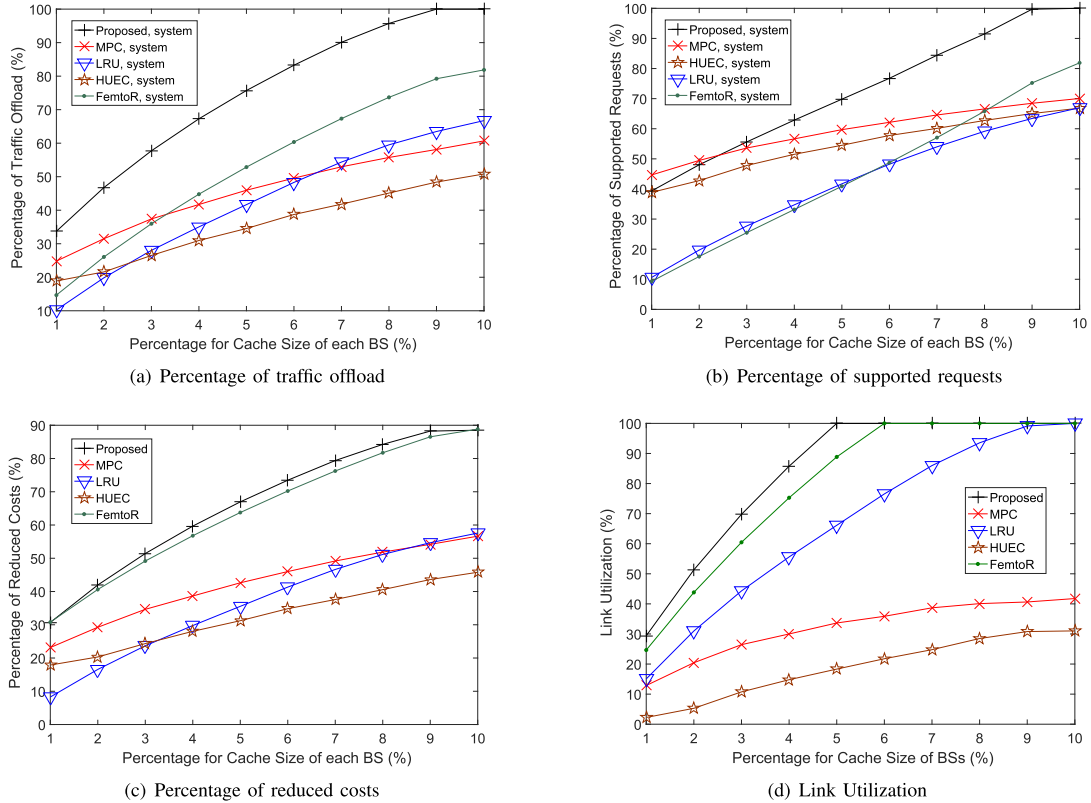 Percentage of Traffic Offload (%)
100
90
80
70
60
50
40
30
20
10
Proposed, system
MPC, system
LRU, system
HUEC, system
FemtoR, system
1 2 3 4 5 6 7 8 9 10
Percentage for Cache Size of each BS (%)
(a) Percentage of traffic offload
Percentage of Supported Requests (%)
100
90
80
70
60
50
40
30
20
10
0
Proposed, system
MPC, system
HUEC, system
LRU, system
FemtoR, system
1 2 3 4 5 6 7 8 9 10
Percentage for Cache Size of each BS (%)
(b) Percentage of supported requests
Percentage of Reduced Costs (%)
90
80
70
60
50
40
30
20
10
0
Proposed
MPC
LRU
HUEC
FemtoR
1 2 3 4 5 6 7 8 9 10
Percentage for Cache Size of each BS (%)
(c) Percentage of reduced costs
Link Utilization (%)
100
90
80
70
60
50
40
30
20
10
0
Proposed
MPC
LRU
HUEC
FemtoR
1 2 3 4 5 6 7 8 9 10
Percentage for Cache Size of BSs (%)
(d) Link Utilization